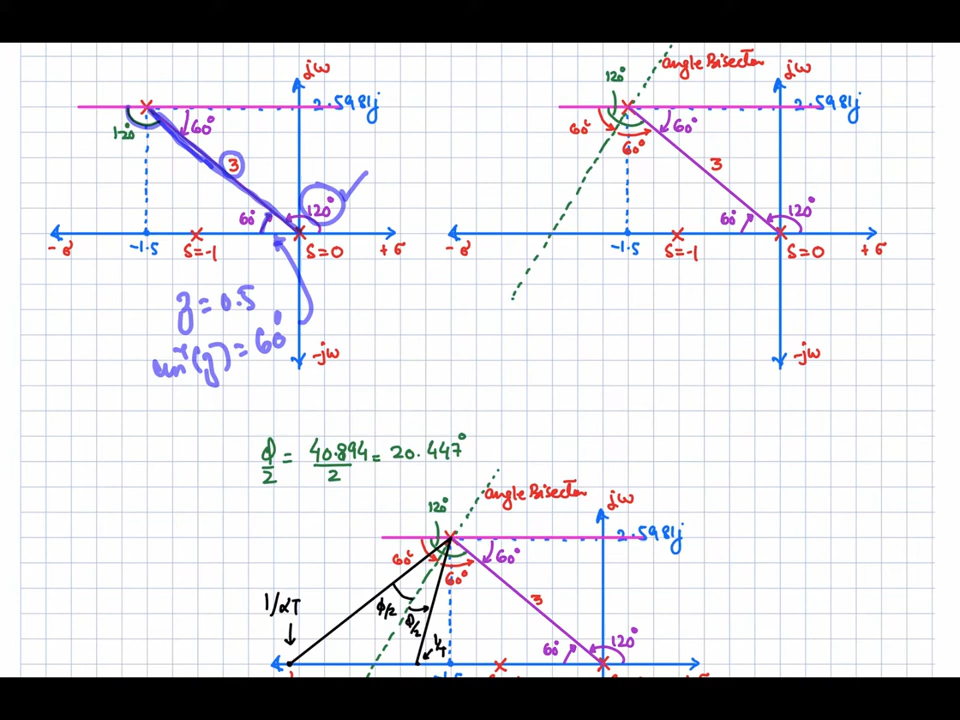 jω
2.5981j
120°
60°
3
60°
120°
-σ
-1.5
S=-1
S=0
+σ
ζ=0.5
cos⁻¹(ζ)=60°
-jω
angle Bisector
jω
120°
2.5981j
60°
60°
60°
3
60°
120°
-σ
-1.5
S=-1
S=0
+σ
-jω
ϕ/2 = 40.894/2 = 20.447°
angle Bisector
jω
120°
2.5981j
60°
60°
60°
1/αT
ϕ/2
ϕ/2
3
1/T
60°
120°